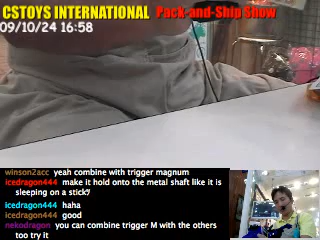 CSTOYS INTERNATIONAL Pack-and-Ship Show
09/10/24 16:58
winson2acc yeah combine with trigger magnum
icedragon444 make it hold onto the metal shaft like it is
sleeping on a stick?
icedragon444 haha
icedragon444 good
nekodragon you can combine trigger M with the others
too try it